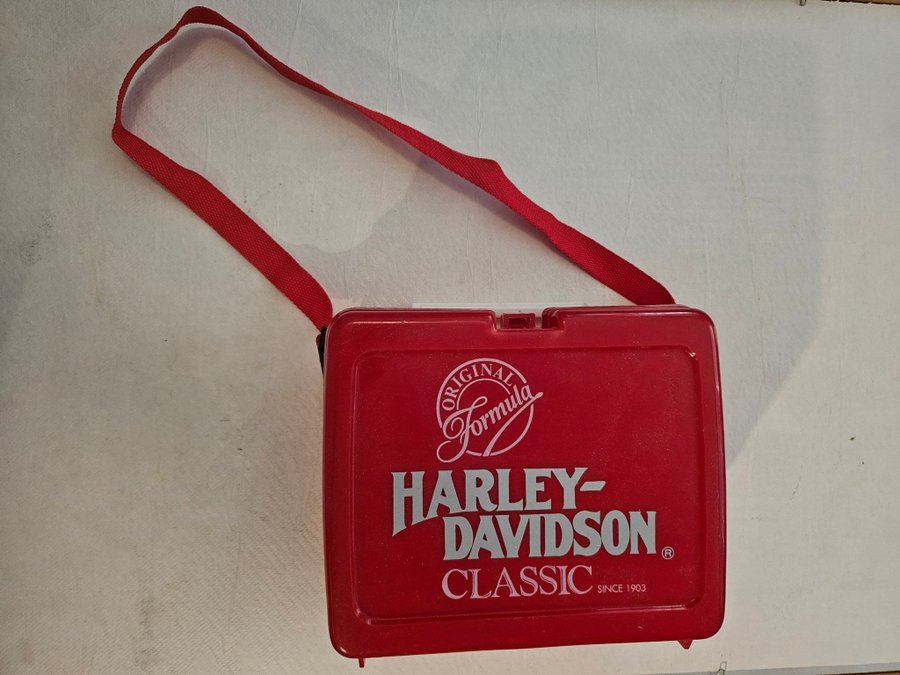 ORIGINAL
Formula
HARLEY-
DAVIDSON ®
CLASSIC SINCE 1903